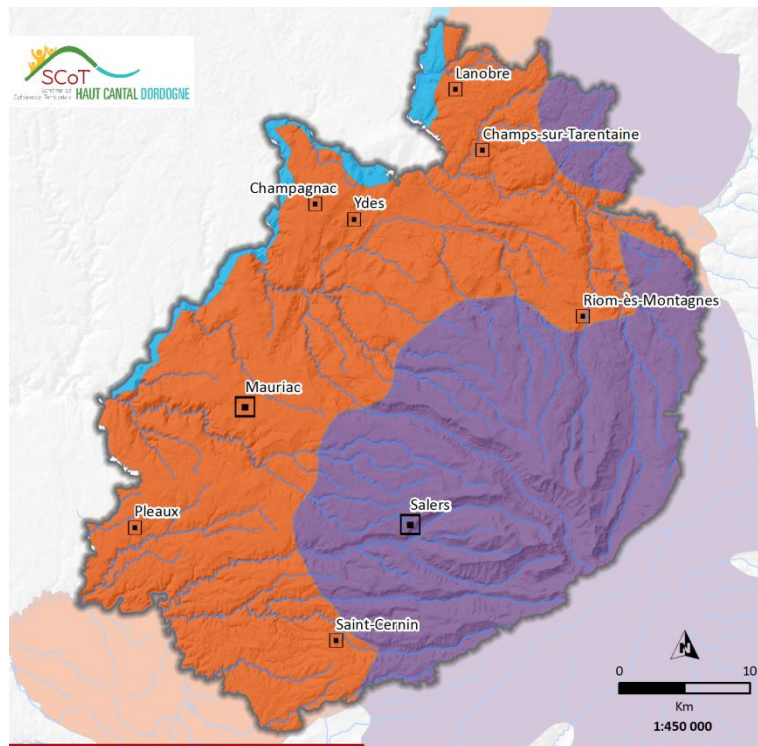 SCoT
Schéma de
Cohérence Territoriale HAUT CANTAL DORDOGNE
Lanobre
Champs-sur-Tarentaine
Champagnac
Ydes
Riom-ès-Montagnes
Mauriac
Salers
Pleaux
Saint-Cernin
N
0 10
Km
1:450 000